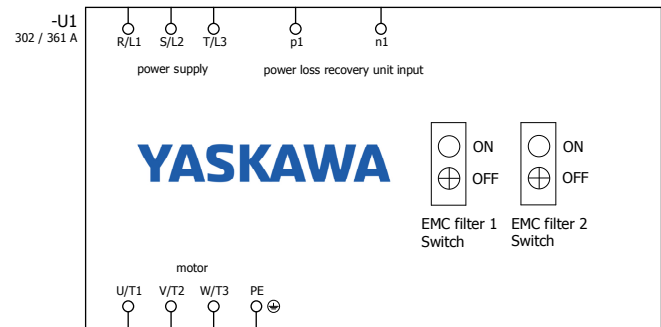 -U1
302 / 361 A
R/L1 S/L2 T/L3 p1 n1
power supply power loss recovery unit input
YASKAWA
ON ON
OFF OFF
EMC filter 1 EMC filter 2
Switch Switch
motor
U/T1 V/T2 W/T3 PE